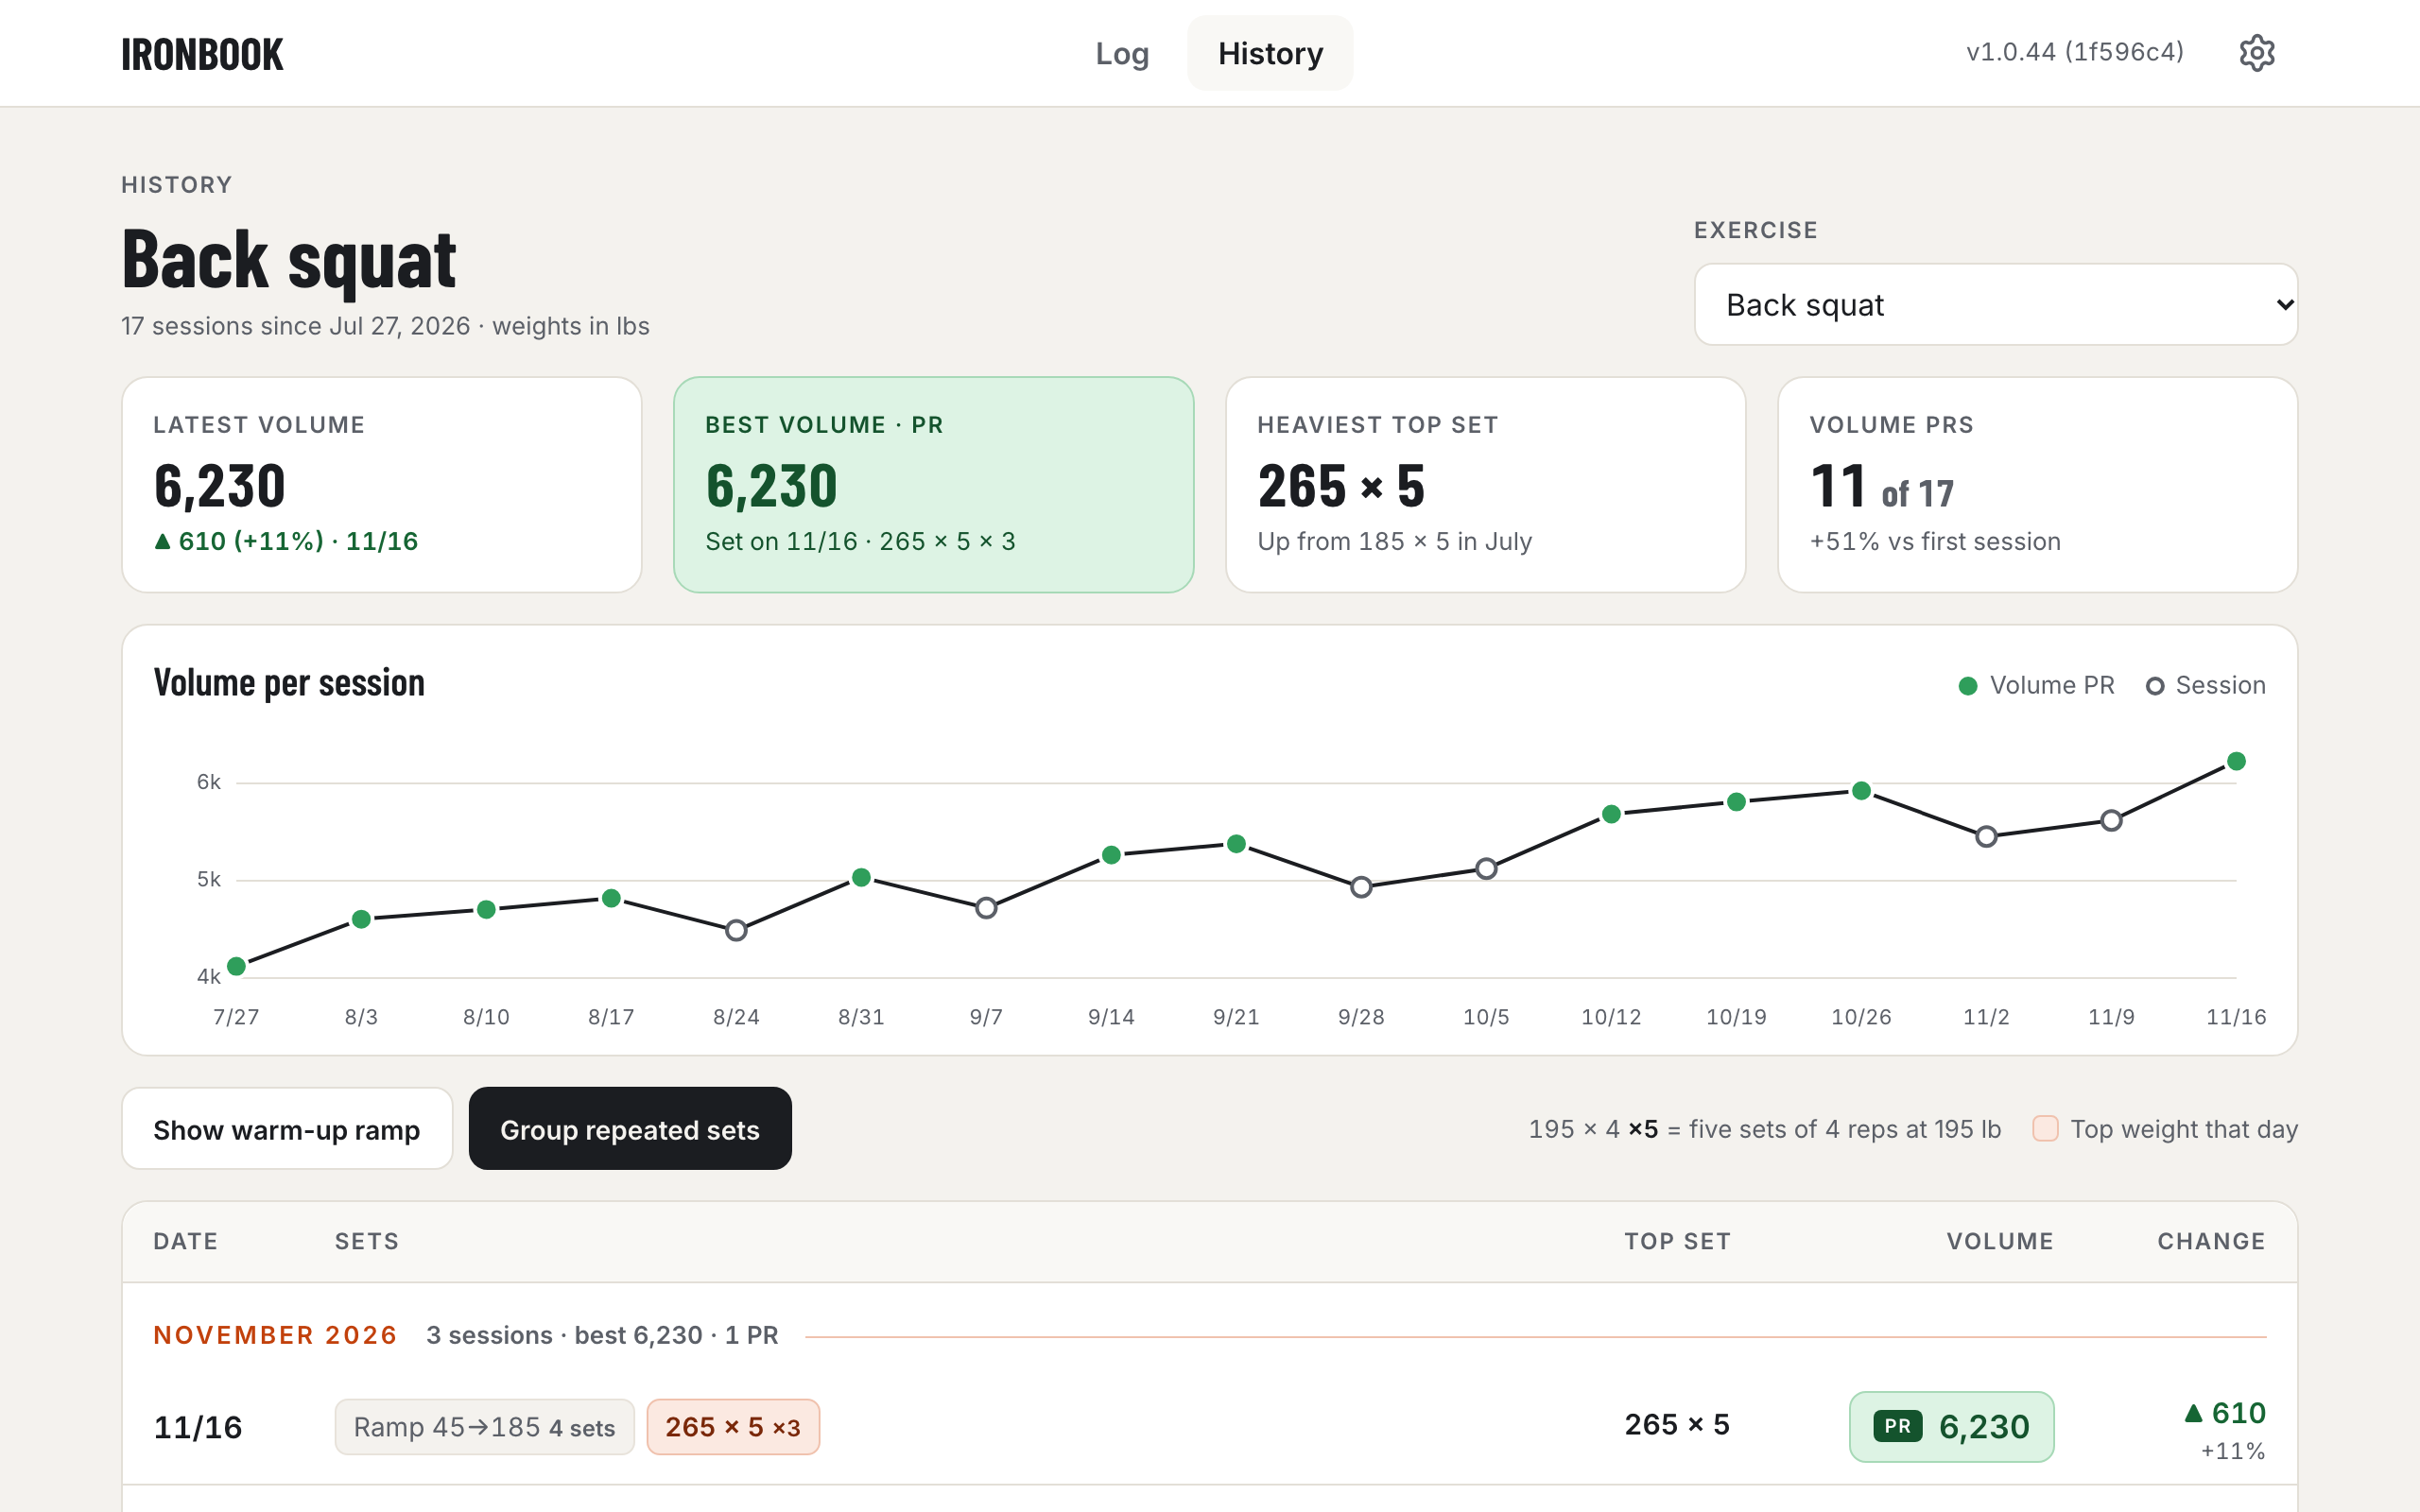 IRONBOOK
Log
History
v1.0.44 (1f596c4)
HISTORY
Back squat
17 sessions since Jul 27, 2026 · weights in lbs
EXERCISE
Back squat
LATEST VOLUME
6,230
▲ 610 (+11%) · 11/16
BEST VOLUME · PR
6,230
Set on 11/16 · 265 × 5 × 3
HEAVIEST TOP SET
265 × 5
Up from 185 × 5 in July
VOLUME PRS
11 of 17
+51% vs first session
Volume per session
Volume PR
Session
6k
5k
4k
7/27 8/3 8/10 8/17 8/24 8/31 9/7 9/14 9/21 9/28 10/5 10/12 10/19 10/26 11/2 11/9 11/16
Show warm-up ramp
Group repeated sets
195 × 4 ×5 = five sets of 4 reps at 195 lb
Top weight that day
DATE SETS TOP SET VOLUME CHANGE
NOVEMBER 2026 3 sessions · best 6,230 · 1 PR
11/16 Ramp 45→185 4 sets 265 × 5 ×3 265 × 5 PR 6,230 ▲ 610
+11%